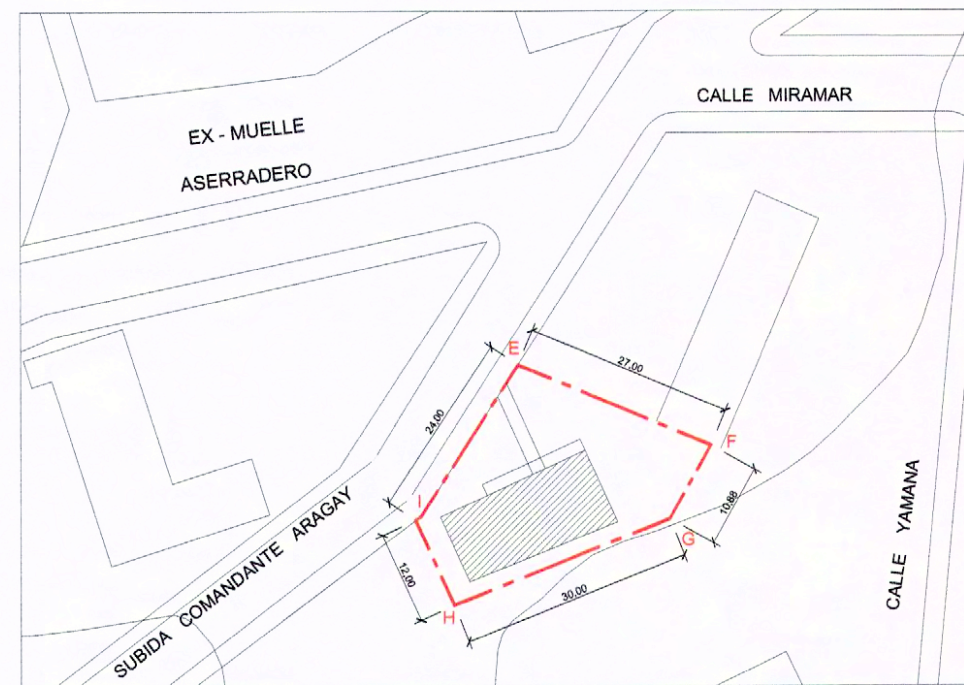 CALLE MIRAMAR
EX - MUELLE
ASERRADERO
E
27,00
24,00
F
10,88
I
G
12,00
30,00
H
SUBIDA COMANDANTE ARAGAY
CALLE YAMANA